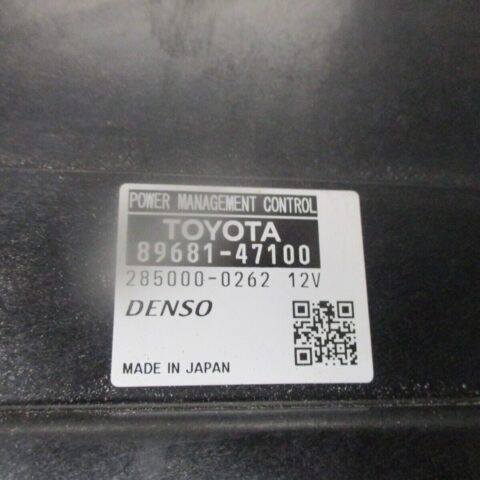 POWER MANAGEMENT CONTROL
TOYOTA
89681-47100
285000-0262 12V
DENSO
MADE IN JAPAN